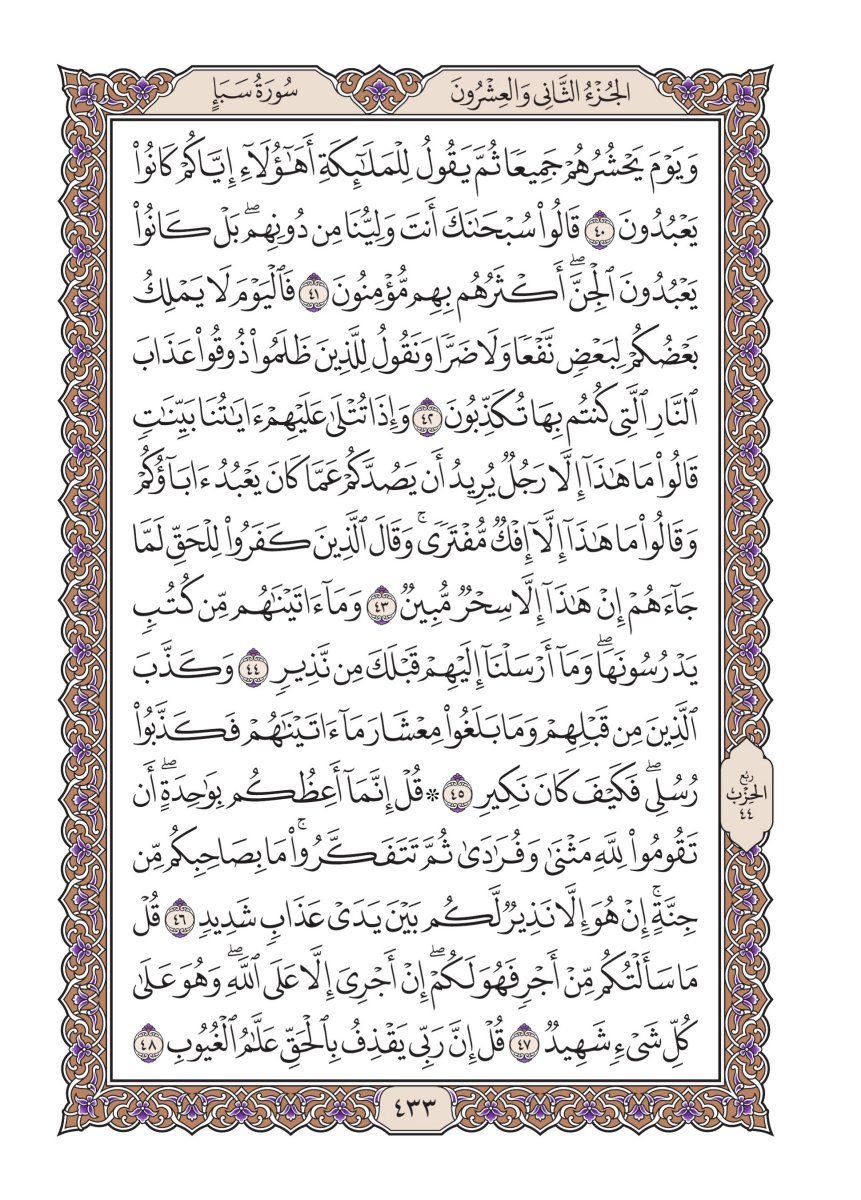 الجُزْءُ الثَّانِي وَالعِشْرُونَ
سُورَةُ سَبَإٍ
وَيَوْمَ يَحْشُرُهُمْ جَمِيعًا ثُمَّ يَقُولُ لِلْمَلَٰٓئِكَةِ أَهَٰٓؤُلَآءِ إِيَّاكُمْ كَانُوا۟
يَعْبُدُونَ ٤٠ قَالُوا۟ سُبْحَٰنَكَ أَنتَ وَلِيُّنَا مِن دُونِهِم ۖ بَلْ كَانُوا۟
يَعْبُدُونَ ٱلْجِنَّ ۖ أَكْثَرُهُم بِهِم مُّؤْمِنُونَ ٤١ فَٱلْيَوْمَ لَا يَمْلِكُ
بَعْضُكُمْ لِبَعْضٍ نَّفْعًا وَلَا ضَرًّا وَنَقُولُ لِلَّذِينَ ظَلَمُوا۟ ذُوقُوا۟ عَذَابَ
ٱلنَّارِ ٱلَّتِى كُنتُم بِهَا تُكَذِّبُونَ ٤٢ وَإِذَا تُتْلَىٰ عَلَيْهِمْ ءَايَٰتُنَا بَيِّنَٰتٍ
قَالُوا۟ مَا هَٰذَآ إِلَّا رَجُلٌ يُرِيدُ أَن يَصُدَّكُمْ عَمَّا كَانَ يَعْبُدُ ءَابَآؤُكُمْ
وَقَالُوا۟ مَا هَٰذَآ إِلَّآ إِفْكٌ مُّفْتَرًى ۚ وَقَالَ ٱلَّذِينَ كَفَرُوا۟ لِلْحَقِّ لَمَّا
جَآءَهُمْ إِنْ هَٰذَآ إِلَّا سِحْرٌ مُّبِينٌ ٤٣ وَمَآ ءَاتَيْنَٰهُم مِّن كُتُبٍ
يَدْرُسُونَهَا ۖ وَمَآ أَرْسَلْنَآ إِلَيْهِمْ قَبْلَكَ مِن نَّذِيرٍ ٤٤ وَكَذَّبَ
ٱلَّذِينَ مِن قَبْلِهِمْ وَمَا بَلَغُوا۟ مِعْشَارَ مَآ ءَاتَيْنَٰهُمْ فَكَذَّبُوا۟
رُسُلِى ۖ فَكَيْفَ كَانَ نَكِيرِ ٤٥ * قُلْ إِنَّمَآ أَعِظُكُم بِوَٰحِدَةٍ ۖ أَن
تَقُومُوا۟ لِلَّهِ مَثْنَىٰ وَفُرَٰدَىٰ ثُمَّ تَتَفَكَّرُوا۟ ۚ مَا بِصَاحِبِكُم مِّن
جِنَّةٍ ۚ إِنْ هُوَ إِلَّا نَذِيرٌ لَّكُم بَيْنَ يَدَىْ عَذَابٍ شَدِيدٍ ٤٦ قُلْ
مَا سَأَلْتُكُم مِّنْ أَجْرٍ فَهُوَ لَكُمْ ۖ إِنْ أَجْرِىَ إِلَّا عَلَى ٱللَّهِ ۖ وَهُوَ عَلَىٰ
كُلِّ شَىْءٍ شَهِيدٌ ٤٧ قُلْ إِنَّ رَبِّى يَقْذِفُ بِٱلْحَقِّ عَلَّٰمُ ٱلْغُيُوبِ ٤٨
ربع
الحِزْب
٤٤
٤٣٣